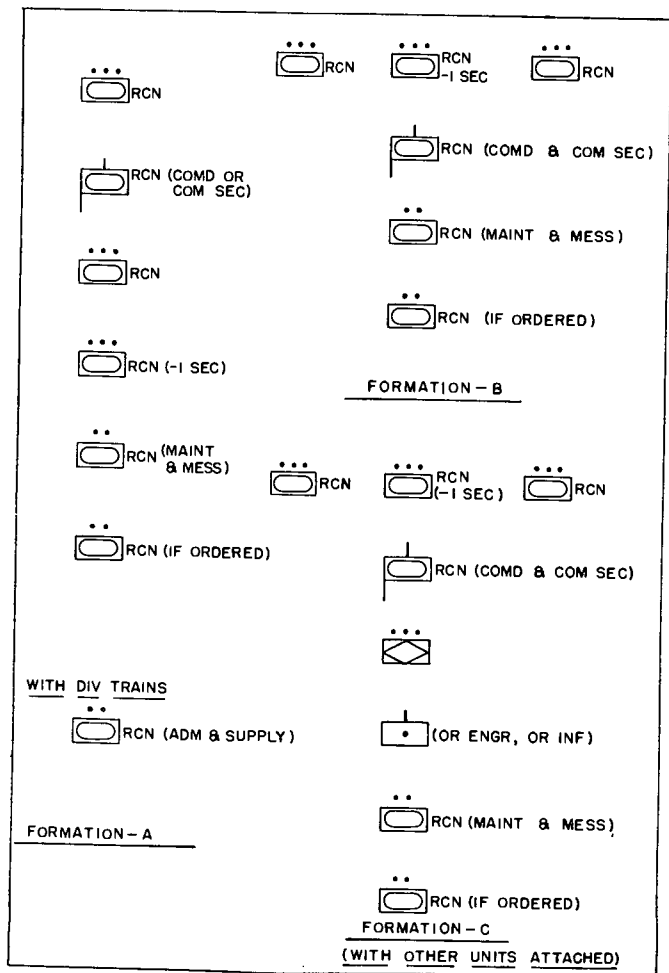 RCN
RCN (COMD OR
COM SEC)
RCN
RCN (-1 SEC)
RCN (MAINT
& MESS)
RCN (IF ORDERED)
WITH DIV TRAINS
RCN (ADM & SUPPLY)
FORMATION-A
RCN
RCN
-1 SEC
RCN
RCN (COMD & COM SEC)
RCN (MAINT & MESS)
RCN (IF ORDERED)
FORMATION-B
RCN
RCN
(-1 SEC)
RCN
RCN (COMD & COM SEC)
(OR ENGR, OR INF)
RCN (MAINT & MESS)
RCN (IF ORDERED)
FORMATION-C
(WITH OTHER UNITS ATTACHED)